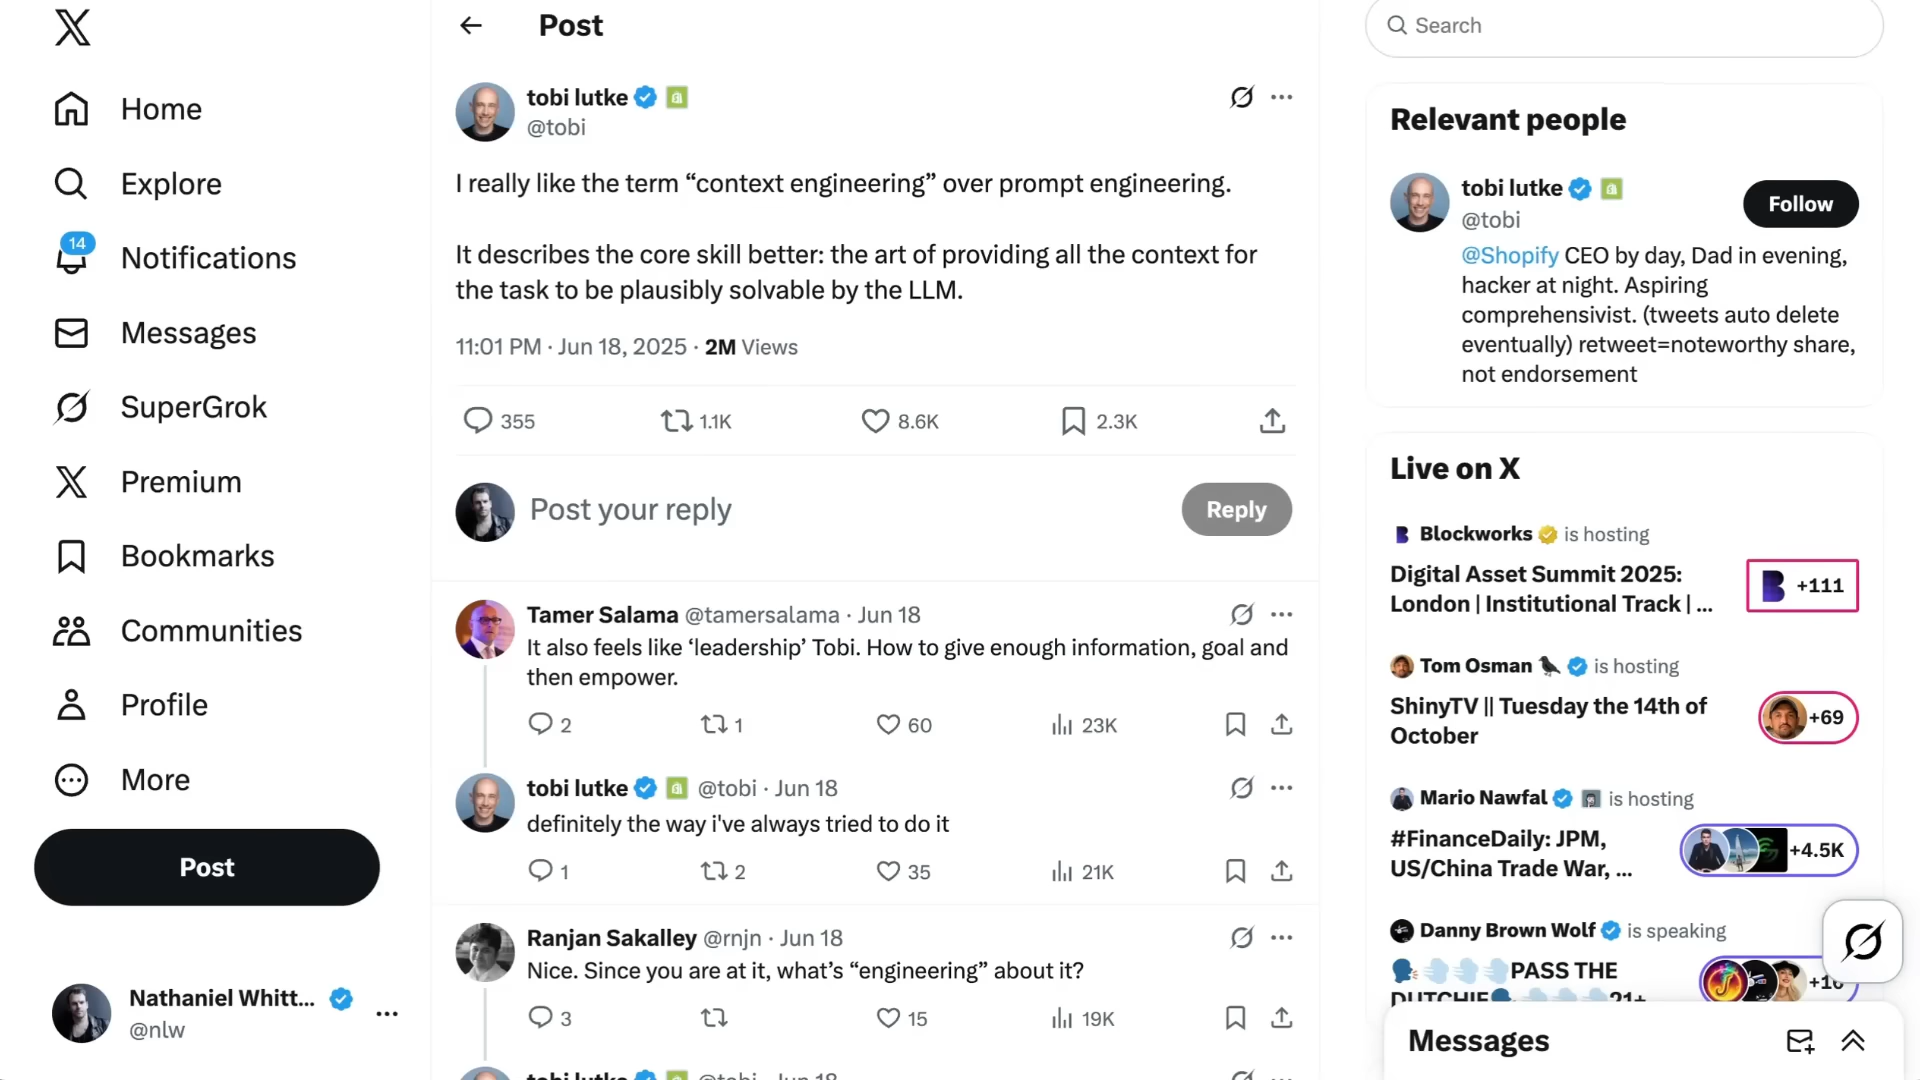 Home
Explore
14
Notifications
Messages
SuperGrok
Premium
Bookmarks
Communities
Profile
More
Post
Nathaniel Whitt...
@nlw
Post
tobi lutke
@tobi
I really like the term “context engineering” over prompt engineering.
It describes the core skill better: the art of providing all the context for
the task to be plausibly solvable by the LLM.
11:01 PM · Jun 18, 2025 · 2M Views
355 1.1K 8.6K 2.3K
Post your reply
Reply
Tamer Salama @tamersalama · Jun 18
It also feels like ‘leadership’ Tobi. How to give enough information, goal and
then empower.
2 1 60 23K
tobi lutke @tobi · Jun 18
definitely the way i've always tried to do it
1 2 35 21K
Ranjan Sakalley @rnjn · Jun 18
Nice. Since you are at it, what’s “engineering” about it?
3 15 19K
tobi lutke @tobi · Jun 18
Search
Relevant people
tobi lutke
@tobi
Follow
@Shopify CEO by day, Dad in evening,
hacker at night. Aspiring
comprehensivist. (tweets auto delete
eventually) retweet=noteworthy share,
not endorsement
Live on X
Blockworks is hosting
Digital Asset Summit 2025:
London | Institutional Track | ...
+111
Tom Osman is hosting
ShinyTV || Tuesday the 14th of
October
+69
Mario Nawfal is hosting
#FinanceDaily: JPM,
US/China Trade War, ...
+4.5K
Danny Brown Wolf is speaking
PASS THE
DUTCHIE 21+
Messages